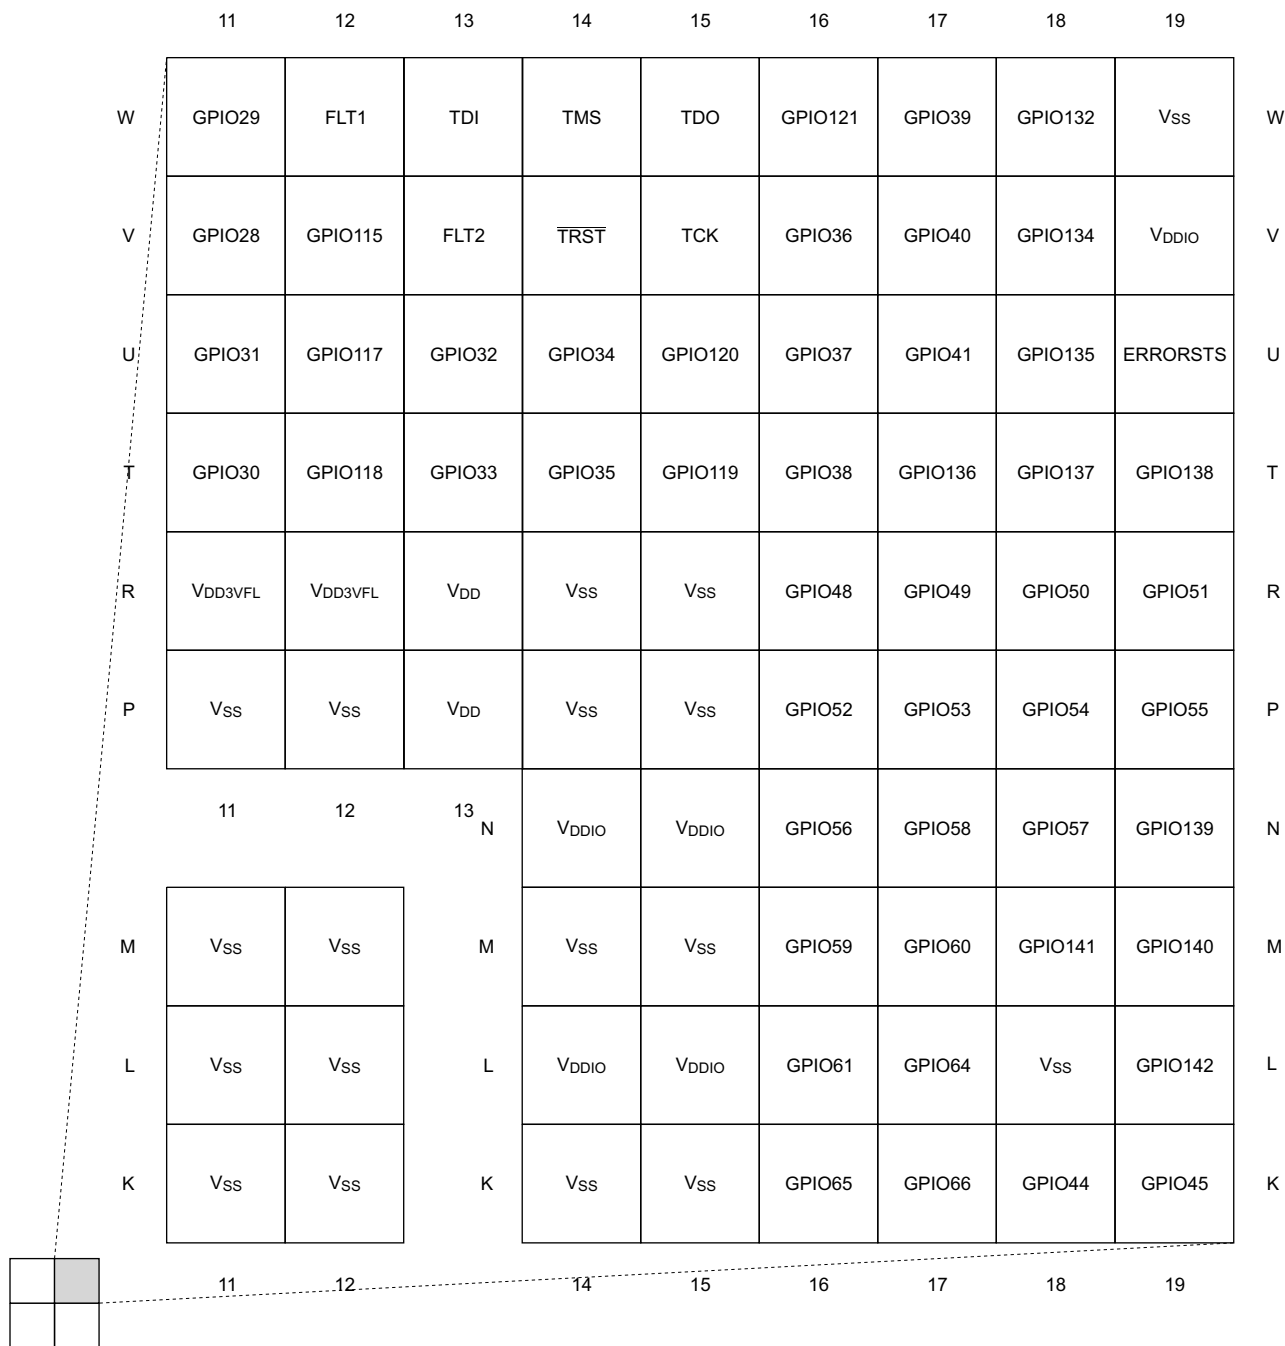 11 12 13 14 15 16 17 18 19
W GPIO29 FLT1 TDI TMS TDO GPIO121 GPIO39 GPIO132 VSS W
V GPIO28 GPIO115 FLT2 T̅R̅S̅T̅ TCK GPIO36 GPIO40 GPIO134 VDDIO V
U GPIO31 GPIO117 GPIO32 GPIO34 GPIO120 GPIO37 GPIO41 GPIO135 ERRORSTS U
T GPIO30 GPIO118 GPIO33 GPIO35 GPIO119 GPIO38 GPIO136 GPIO137 GPIO138 T
R VDD3VFL VDD3VFL VDD VSS VSS GPIO48 GPIO49 GPIO50 GPIO51 R
P VSS VSS VDD VSS VSS GPIO52 GPIO53 GPIO54 GPIO55 P
11 12 13 N VDDIO VDDIO GPIO56 GPIO58 GPIO57 GPIO139 N
M VSS VSS M VSS VSS GPIO59 GPIO60 GPIO141 GPIO140 M
L VSS VSS L VDDIO VDDIO GPIO61 GPIO64 VSS GPIO142 L
K VSS VSS K VSS VSS GPIO65 GPIO66 GPIO44 GPIO45 K
11 12 14 15 16 17 18 19